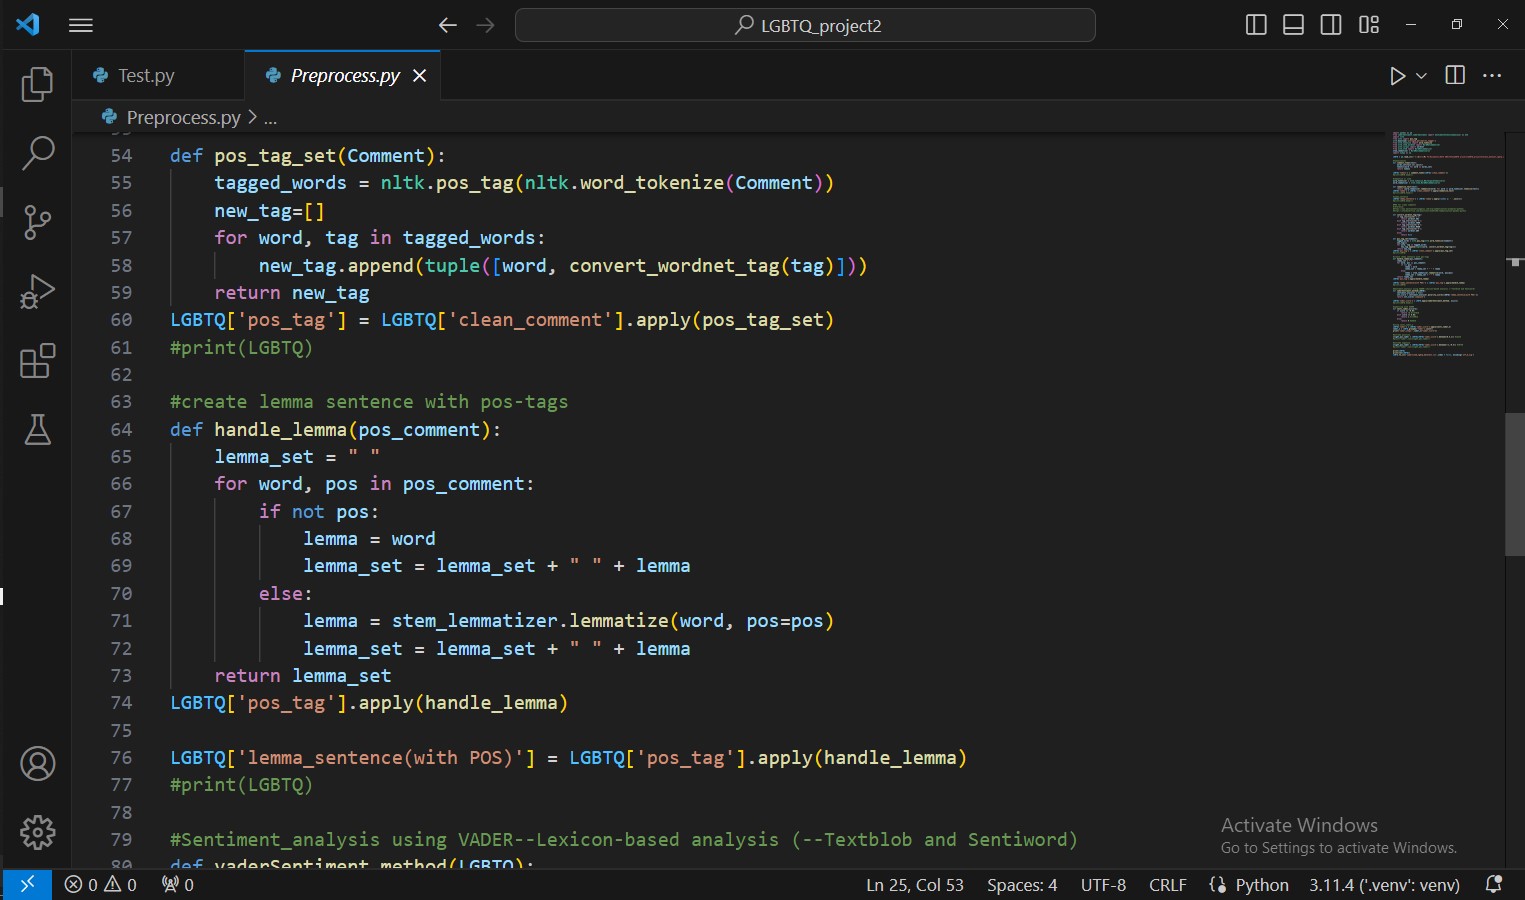 LGBTQ_project2
Test.py
Preprocess.py
Preprocess.py > ...
54 def pos_tag_set(Comment):
55     tagged_words = nltk.pos_tag(nltk.word_tokenize(Comment))
56     new_tag=[]
57     for word, tag in tagged_words:
58         new_tag.append(tuple([word, convert_wordnet_tag(tag)]))
59     return new_tag
60 LGBTQ['pos_tag'] = LGBTQ['clean_comment'].apply(pos_tag_set)
61 #print(LGBTQ)
62
63 #create lemma sentence with pos-tags
64 def handle_lemma(pos_comment):
65     lemma_set = " "
66     for word, pos in pos_comment:
67         if not pos:
68             lemma = word
69             lemma_set = lemma_set + " " + lemma
70         else:
71             lemma = stem_lemmatizer.lemmatize(word, pos=pos)
72             lemma_set = lemma_set + " " + lemma
73     return lemma_set
74 LGBTQ['pos_tag'].apply(handle_lemma)
75
76 LGBTQ['lemma_sentence(with POS)'] = LGBTQ['pos_tag'].apply(handle_lemma)
77 #print(LGBTQ)
78
79 #Sentiment_analysis using VADER--Lexicon-based analysis (--Textblob and Sentiword)
80 def vaderSentiment_method(LGBTQ):
Activate Windows
Go to Settings to activate Windows.
0 0 0 Ln 25, Col 53 Spaces: 4 UTF-8 CRLF Python 3.11.4 ('.venv': venv)